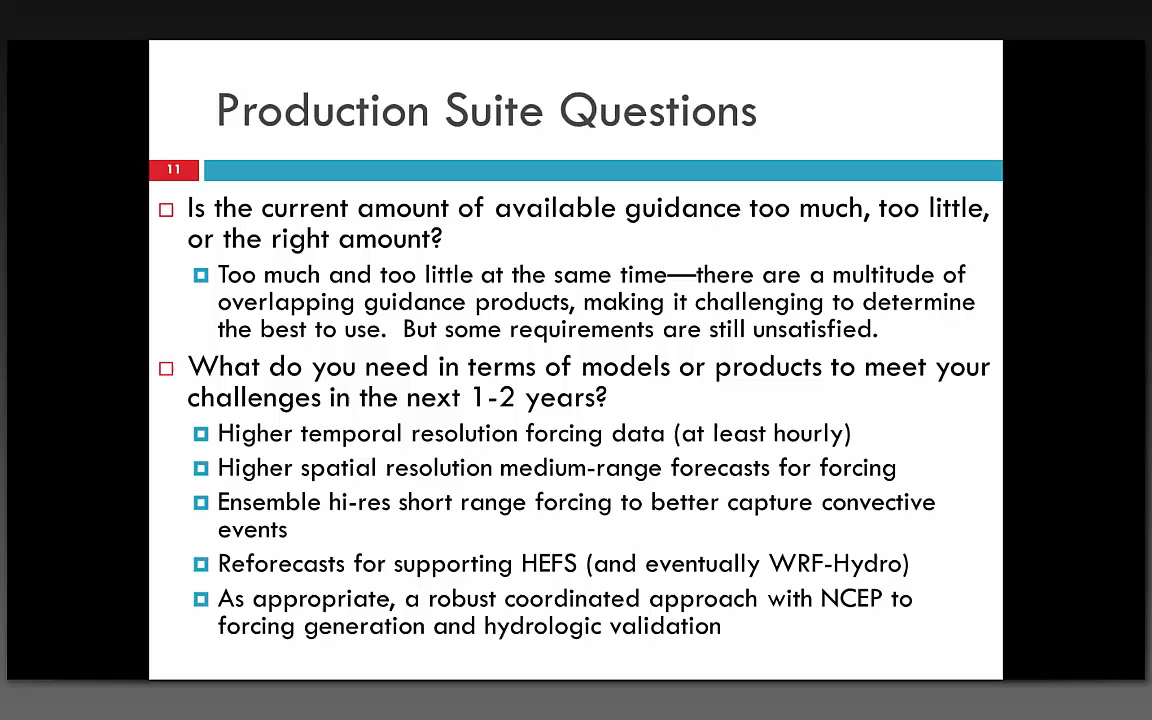 Production Suite Questions
11
Is the current amount of available guidance too much, too little,
or the right amount?
Too much and too little at the same time—there are a multitude of
overlapping guidance products, making it challenging to determine
the best to use.  But some requirements are still unsatisfied.
What do you need in terms of models or products to meet your
challenges in the next 1-2 years?
Higher temporal resolution forcing data (at least hourly)
Higher spatial resolution medium-range forecasts for forcing
Ensemble hi-res short range forcing to better capture convective
events
Reforecasts for supporting HEFS (and eventually WRF-Hydro)
As appropriate, a robust coordinated approach with NCEP to
forcing generation and hydrologic validation